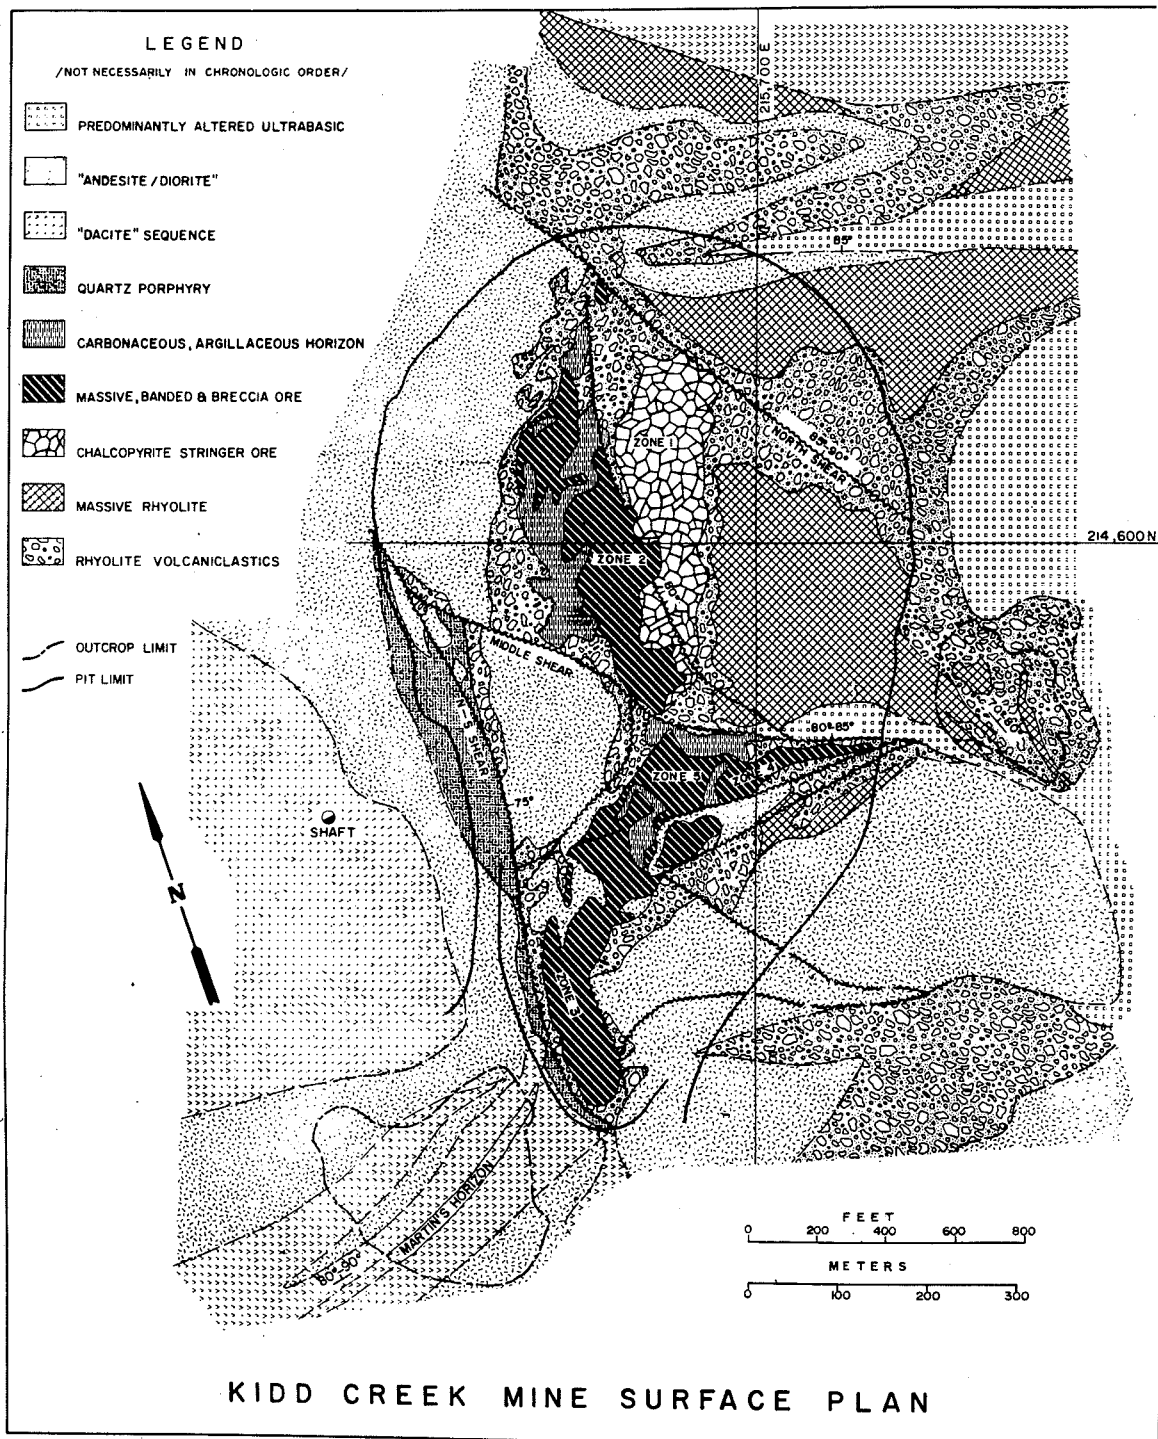 LEGEND
/NOT NECESSARILY IN CHRONOLOGIC ORDER/
PREDOMINANTLY ALTERED ULTRABASIC
"ANDESITE / DIORITE"
"DACITE" SEQUENCE
QUARTZ PORPHYRY
CARBONACEOUS, ARGILLACEOUS HORIZON
MASSIVE, BANDED & BRECCIA ORE
CHALCOPYRITE STRINGER ORE
MASSIVE RHYOLITE
RHYOLITE VOLCANICLASTICS
OUTCROP LIMIT
PIT LIMIT
215,700 E
85°
ZONE 1
85°-90°
NORTH SHEAR
214,600 N
ZONE 2
MIDDLE SHEAR
N'S SHEAR
80°-85°
ZONE
75°
SHAFT
N
ZONE 3
MARTIN'S HORIZON
80°-90°
FEET
0 200 400 600 800
METERS
0 100 200 300
KIDD CREEK MINE SURFACE PLAN